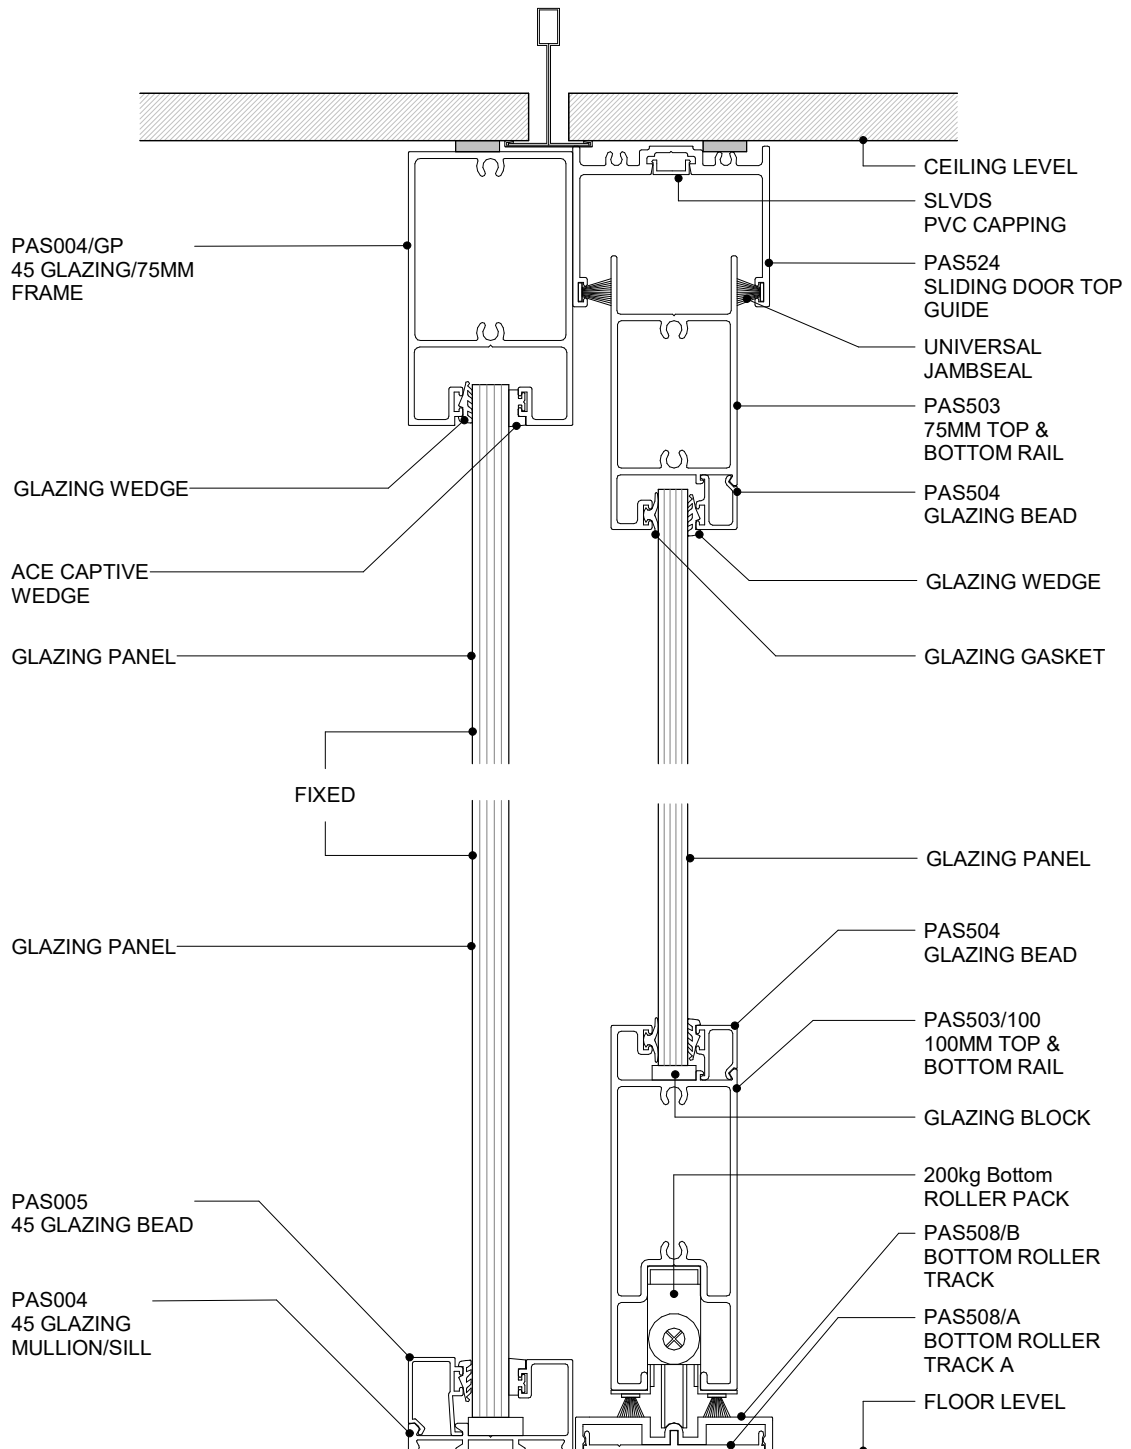 CEILING LEVEL
SLVDS
PVC CAPPING
PAS004/GP
45 GLAZING/75MM
FRAME
PAS524
SLIDING DOOR TOP
GUIDE
UNIVERSAL
JAMBSEAL
PAS503
75MM TOP &
BOTTOM RAIL
GLAZING WEDGE
PAS504
GLAZING BEAD
ACE CAPTIVE
WEDGE
GLAZING WEDGE
GLAZING PANEL
GLAZING GASKET
FIXED
GLAZING PANEL
GLAZING PANEL
PAS504
GLAZING BEAD
PAS503/100
100MM TOP &
BOTTOM RAIL
GLAZING BLOCK
200kg Bottom
ROLLER PACK
PAS005
45 GLAZING BEAD
PAS508/B
BOTTOM ROLLER
TRACK
PAS004
45 GLAZING
MULLION/SILL
PAS508/A
BOTTOM ROLLER
TRACK A
FLOOR LEVEL